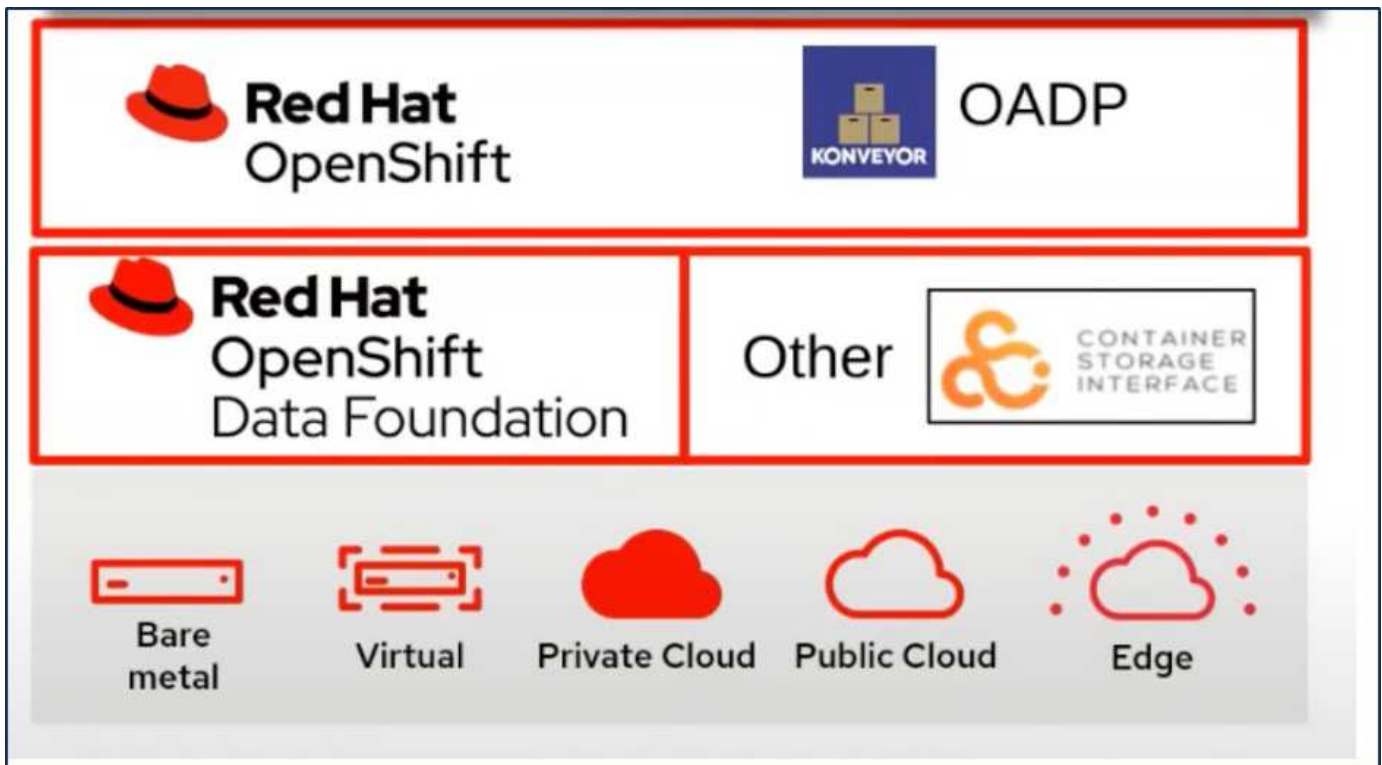 Red Hat
OpenShift
KONVEYOR
OADP
Red Hat
OpenShift
Data Foundation
Other
CONTAINER
STORAGE
INTERFACE
Bare
metal
Virtual
Private Cloud
Public Cloud
Edge